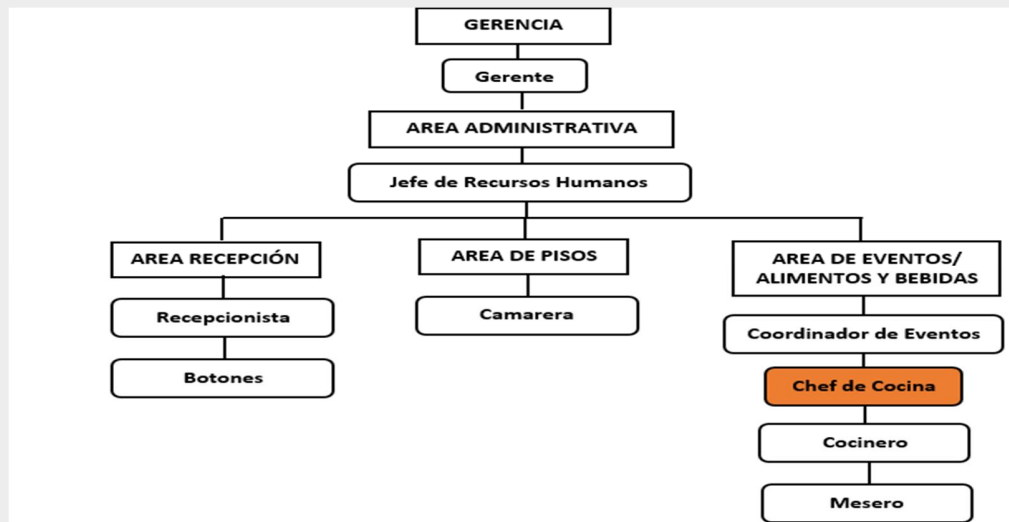 GERENCIA
Gerente
AREA ADMINISTRATIVA
Jefe de Recursos Humanos
AREA RECEPCIÓN
Recepcionista
Botones
AREA DE PISOS
Camarera
AREA DE EVENTOS/
ALIMENTOS Y BEBIDAS
Coordinador de Eventos
Chef de Cocina
Cocinero
Mesero